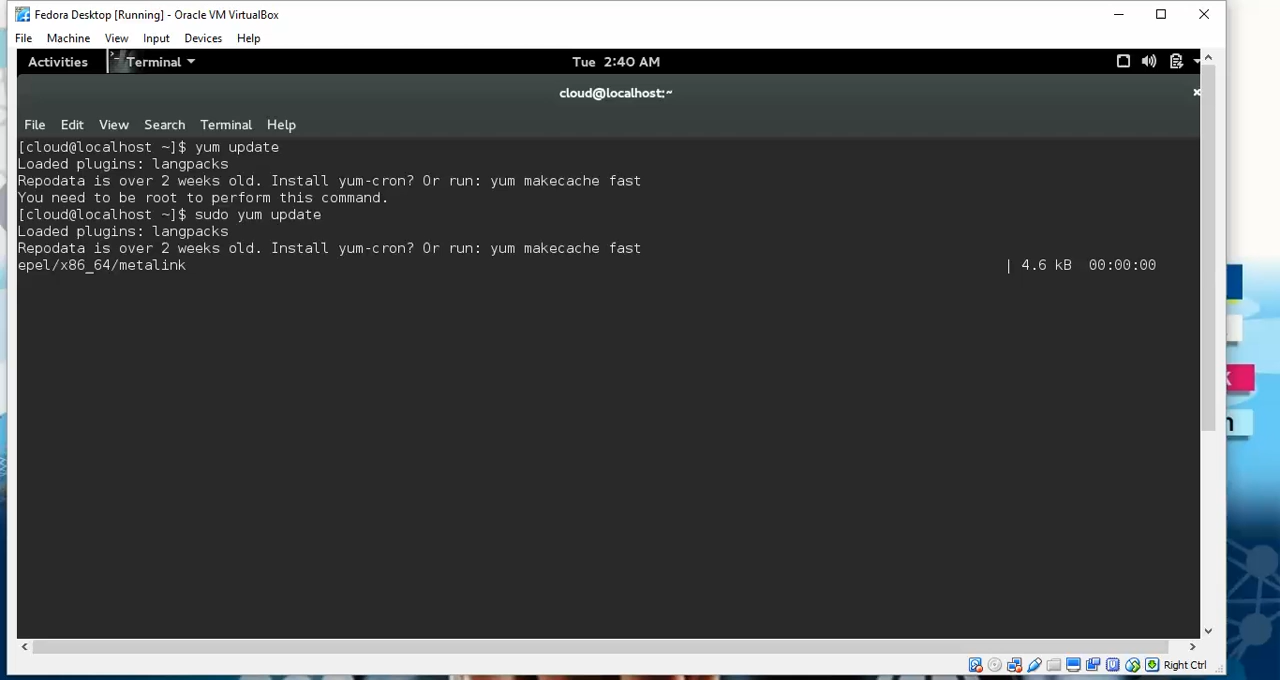 Fedora Desktop [Running] - Oracle VM VirtualBox
File Machine View Input Devices Help
Activities Terminal Tue 2:40 AM
cloud@localhost:~
File Edit View Search Terminal Help
[cloud@localhost ~]$ yum update
Loaded plugins: langpacks
Repodata is over 2 weeks old. Install yum-cron? Or run: yum makecache fast
You need to be root to perform this command.
[cloud@localhost ~]$ sudo yum update
Loaded plugins: langpacks
Repodata is over 2 weeks old. Install yum-cron? Or run: yum makecache fast
epel/x86_64/metalink | 4.6 kB 00:00:00
Right Ctrl